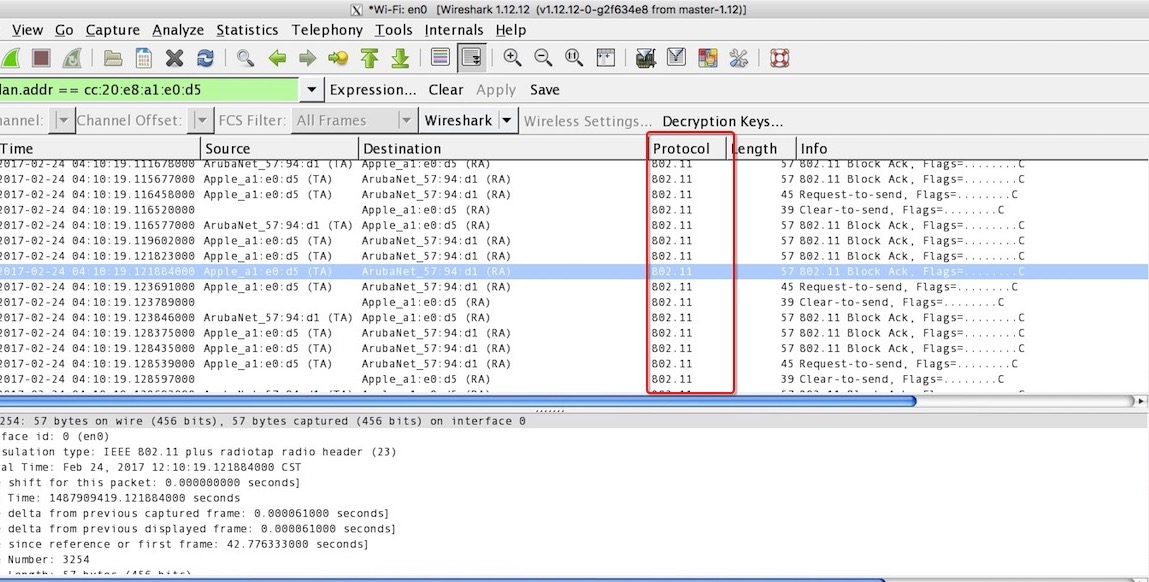 *Wi-Fi: en0 [Wireshark 1.12.12 (v1.12.12-0-g2f634e8 from master-1.12)]
View Go Capture Analyze Statistics Telephony Tools Internals Help
lan.addr == cc:20:e8:a1:e0:d5 Expression... Clear Apply Save
annel: Channel Offset: FCS Filter: All Frames Wireshark Wireless Settings... Decryption Keys...
Time Source Destination Protocol Length Info
2017-02-24 04:10:19.111678000 ArubaNet_57:94:d1 (TA) Apple_a1:e0:d5 (RA) 802.11 57 802.11 Block Ack, Flags=........C
2017-02-24 04:10:19.115677000 Apple_a1:e0:d5 (TA) ArubaNet_57:94:d1 (RA) 802.11 57 802.11 Block Ack, Flags=........C
2017-02-24 04:10:19.116458000 Apple_a1:e0:d5 (TA) ArubaNet_57:94:d1 (RA) 802.11 45 Request-to-send, Flags=........C
2017-02-24 04:10:19.116520000 Apple_a1:e0:d5 (RA) 802.11 39 Clear-to-send, Flags=........C
2017-02-24 04:10:19.116577000 ArubaNet_57:94:d1 (TA) Apple_a1:e0:d5 (RA) 802.11 57 802.11 Block Ack, Flags=........C
2017-02-24 04:10:19.119602000 Apple_a1:e0:d5 (TA) ArubaNet_57:94:d1 (RA) 802.11 57 802.11 Block Ack, Flags=........C
2017-02-24 04:10:19.121823000 Apple_a1:e0:d5 (TA) ArubaNet_57:94:d1 (RA) 802.11 57 802.11 Block Ack, Flags=........C
2017-02-24 04:10:19.121884000 Apple_a1:e0:d5 (TA) ArubaNet_57:94:d1 (RA) 802.11 57 802.11 Block Ack, Flags=........C
2017-02-24 04:10:19.123691000 Apple_a1:e0:d5 (TA) ArubaNet_57:94:d1 (RA) 802.11 45 Request-to-send, Flags=........C
2017-02-24 04:10:19.123789000 Apple_a1:e0:d5 (RA) 802.11 39 Clear-to-send, Flags=........C
2017-02-24 04:10:19.123846000 ArubaNet_57:94:d1 (TA) Apple_a1:e0:d5 (RA) 802.11 57 802.11 Block Ack, Flags=........C
2017-02-24 04:10:19.128375000 Apple_a1:e0:d5 (TA) ArubaNet_57:94:d1 (RA) 802.11 57 802.11 Block Ack, Flags=........C
2017-02-24 04:10:19.128435000 Apple_a1:e0:d5 (TA) ArubaNet_57:94:d1 (RA) 802.11 57 802.11 Block Ack, Flags=........C
2017-02-24 04:10:19.128539000 Apple_a1:e0:d5 (TA) ArubaNet_57:94:d1 (RA) 802.11 45 Request-to-send, Flags=........C
2017-02-24 04:10:19.128597000 Apple_a1:e0:d5 (RA) 802.11 39 Clear-to-send, Flags=........C
254: 57 bytes on wire (456 bits), 57 bytes captured (456 bits) on interface 0
face id: 0 (en0)
sulation type: IEEE 802.11 plus radiotap radio header (23)
al Time: Feb 24, 2017 12:10:19.121884000 CST
shift for this packet: 0.000000000 seconds]
Time: 1487909419.121884000 seconds
delta from previous captured frame: 0.000061000 seconds]
delta from previous displayed frame: 0.000061000 seconds]
since reference or first frame: 42.776333000 seconds]
Number: 3254
Length: 57 bytes (456 bits)